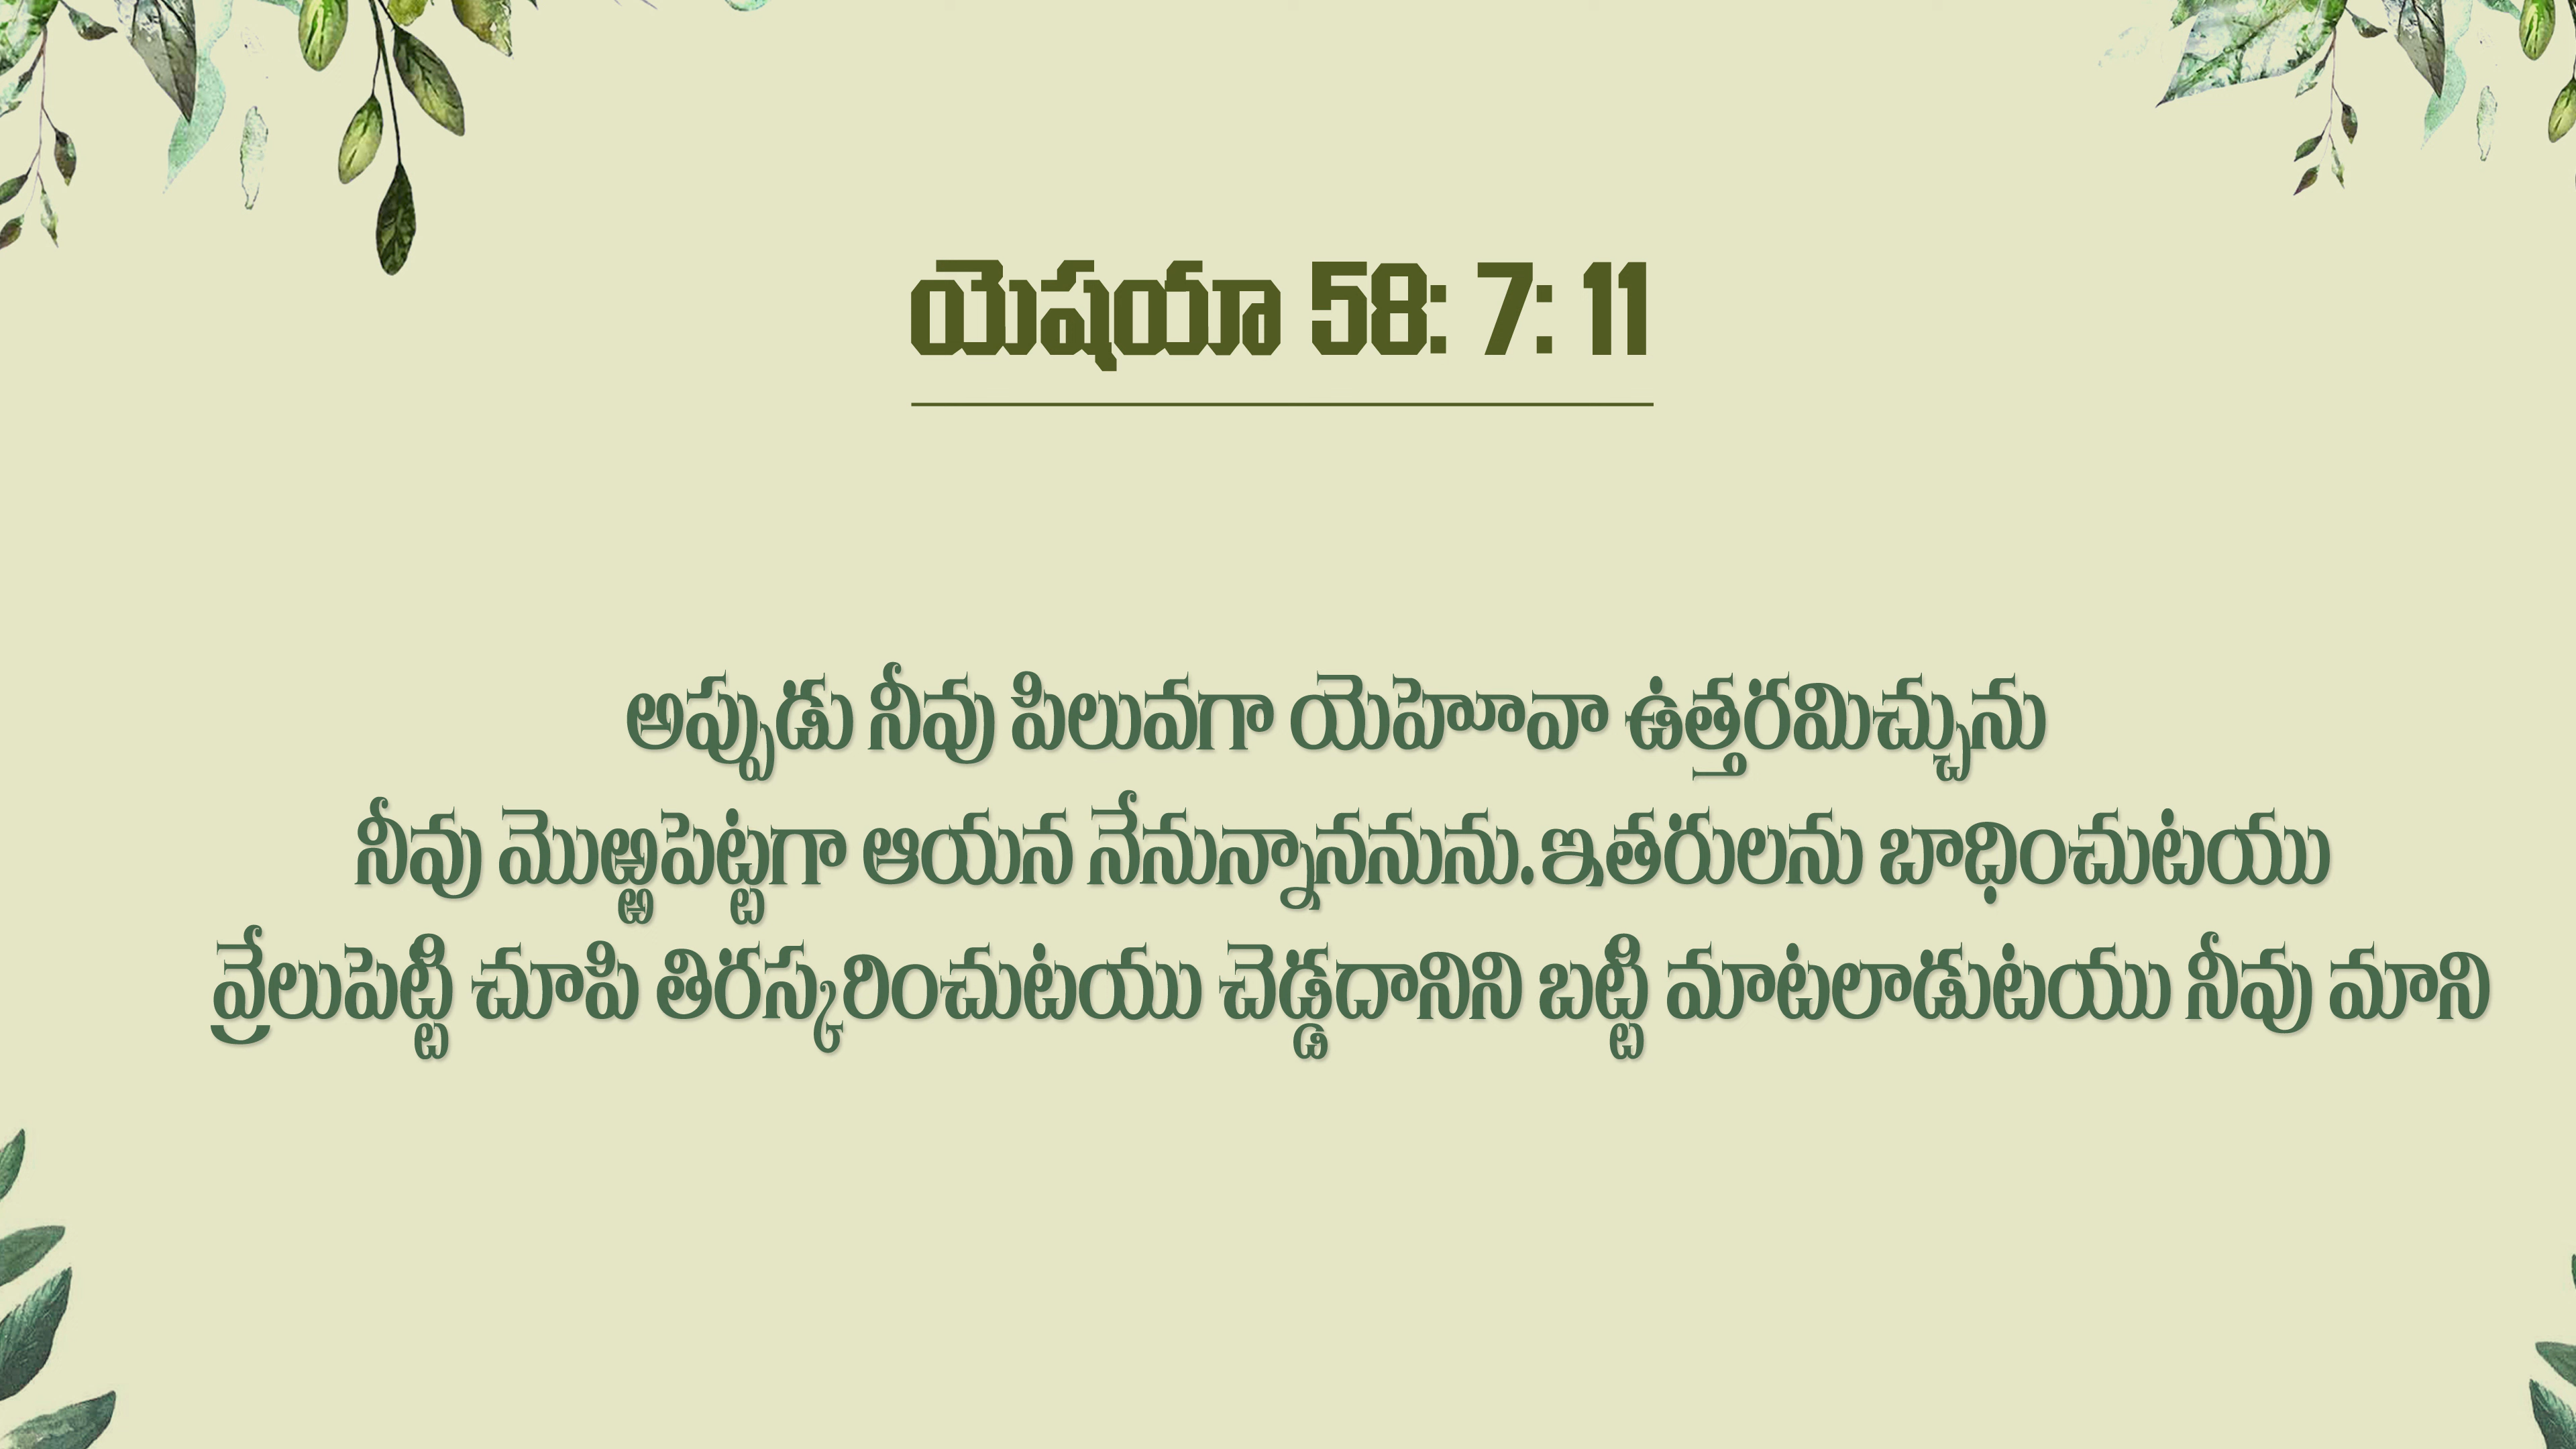 యెషయా 58: 7: 11
అప్పుడు నీవు పిలువగా యెహెూవా ఉత్తరమిచ్చును
నీవు మొఱ్ఱపెట్టగా ఆయన నేనున్నాననును.ఇతరులను బాధించుటయు
వ్రేలుపెట్టి చూపి తిరస్కరించుటయు చెడ్డదానిని బట్టి మాటలాడుటయు నీవు మాని